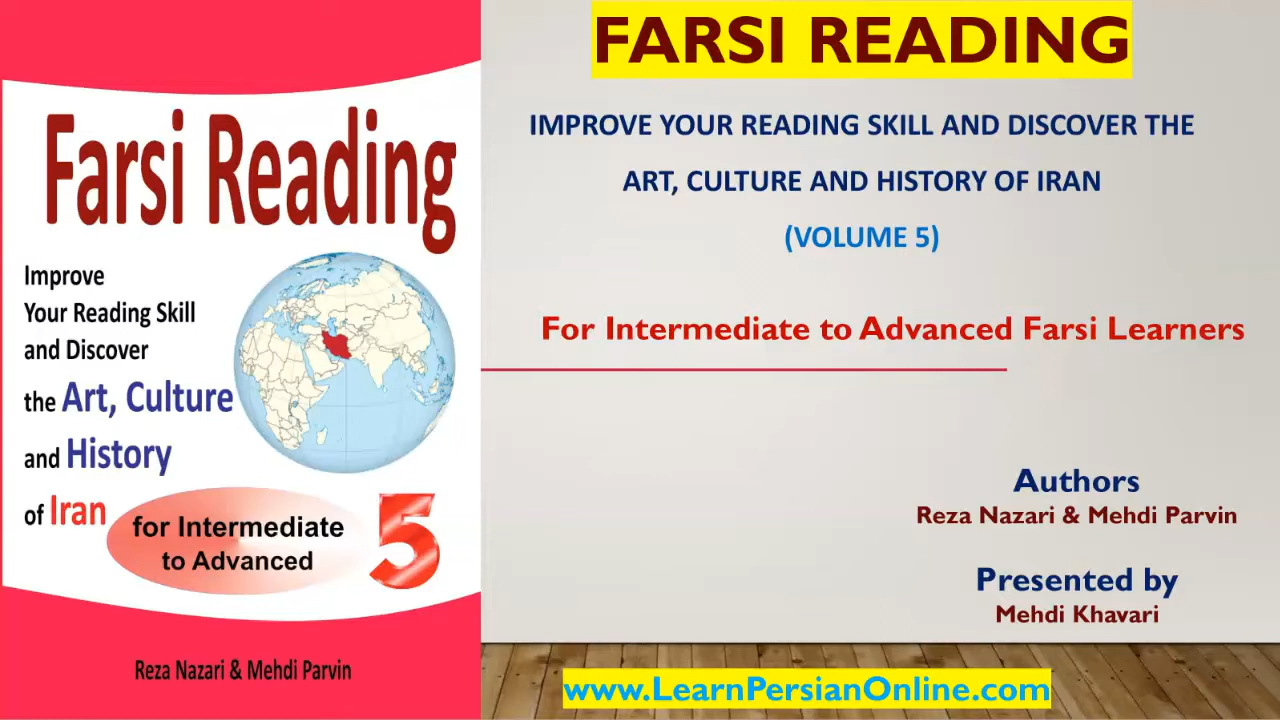 Farsi Reading
Improve
Your Reading Skill
and Discover
the Art, Culture
and History
of Iran
for Intermediate
to Advanced
5
Reza Nazari & Mehdi Parvin
FARSI READING
IMPROVE YOUR READING SKILL AND DISCOVER THE
ART, CULTURE AND HISTORY OF IRAN
(VOLUME 5)
For Intermediate to Advanced Farsi Learners
Authors
Reza Nazari & Mehdi Parvin
Presented by
Mehdi Khavari
www.LearnPersianOnline.com